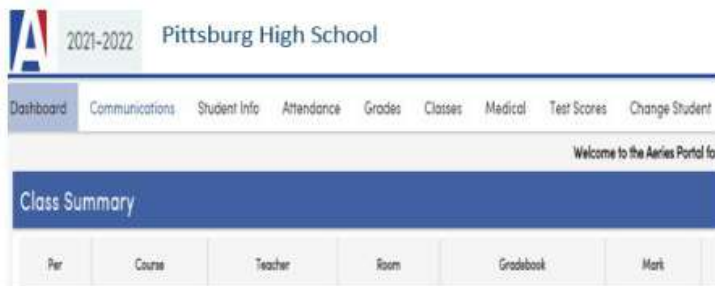 2021-2022 Pittsburg High School
Dashboard Communications Student Info Attendance Grades Classes Medical Test Scores Change Student
Welcome to the Aeries Portal fo
Class Summary
Per Course Teacher Room Gradebook Mark